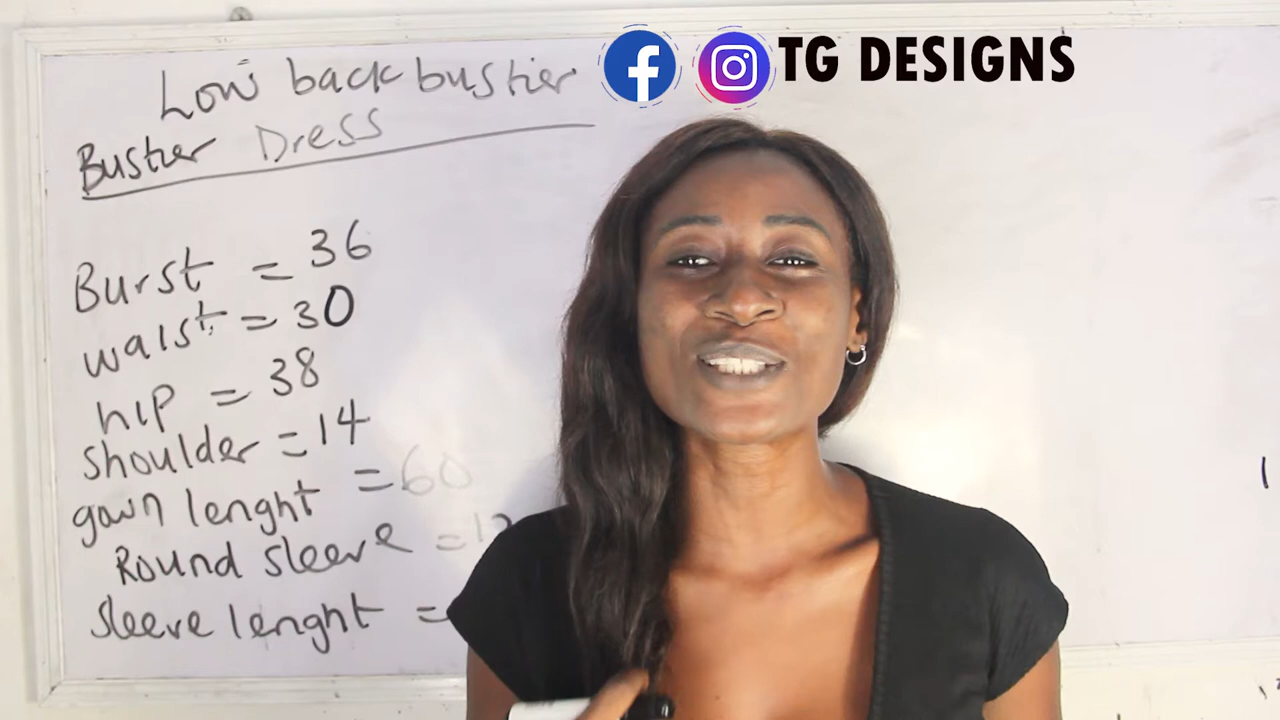 TG DESIGNS
Low back bustier
Bustier Dress
Burst = 36
waist = 30
hip = 38
shoulder = 14
gown lenght = 60
Round sleeve =
sleeve lenght =